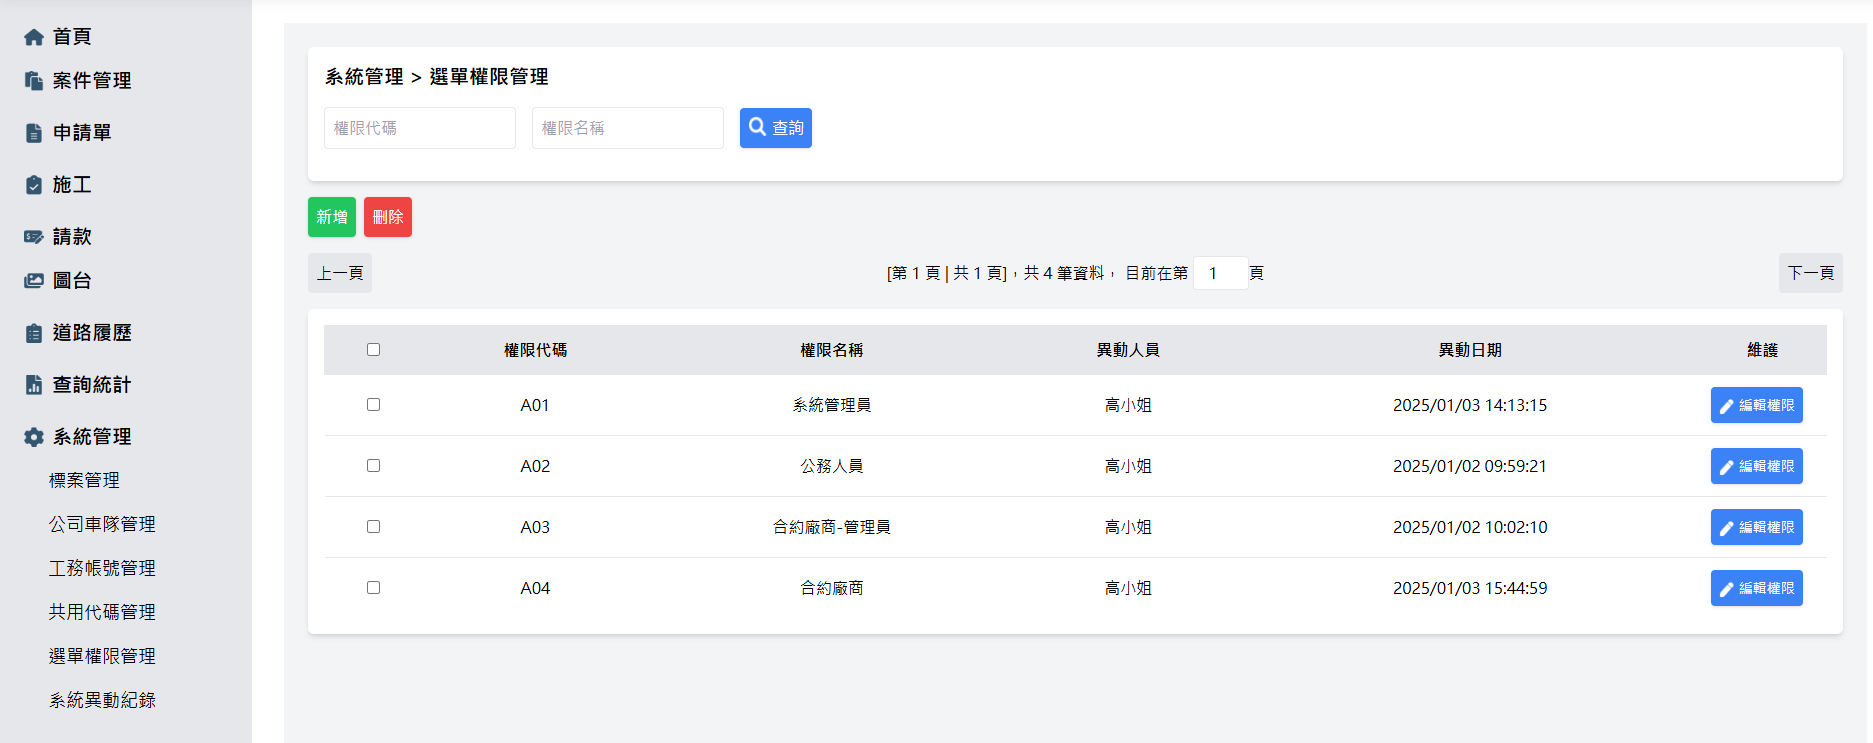 首頁
案件管理
申請單
施工
請款
圖台
道路履歷
查詢統計
系統管理
標案管理
公司車隊管理
工務帳號管理
共用代碼管理
選單權限管理
系統異動紀錄
系統管理 > 選單權限管理
權限代碼 權限名稱 查詢
新增 刪除
上一頁 [第 1 頁 | 共 1 頁]，共 4 筆資料， 目前在第 1 頁 下一頁
權限代碼 權限名稱 異動人員 異動日期 維護
A01 系統管理員 高小姐 2025/01/03 14:13:15 編輯權限
A02 公務人員 高小姐 2025/01/02 09:59:21 編輯權限
A03 合約廠商-管理員 高小姐 2025/01/02 10:02:10 編輯權限
A04 合約廠商 高小姐 2025/01/03 15:44:59 編輯權限